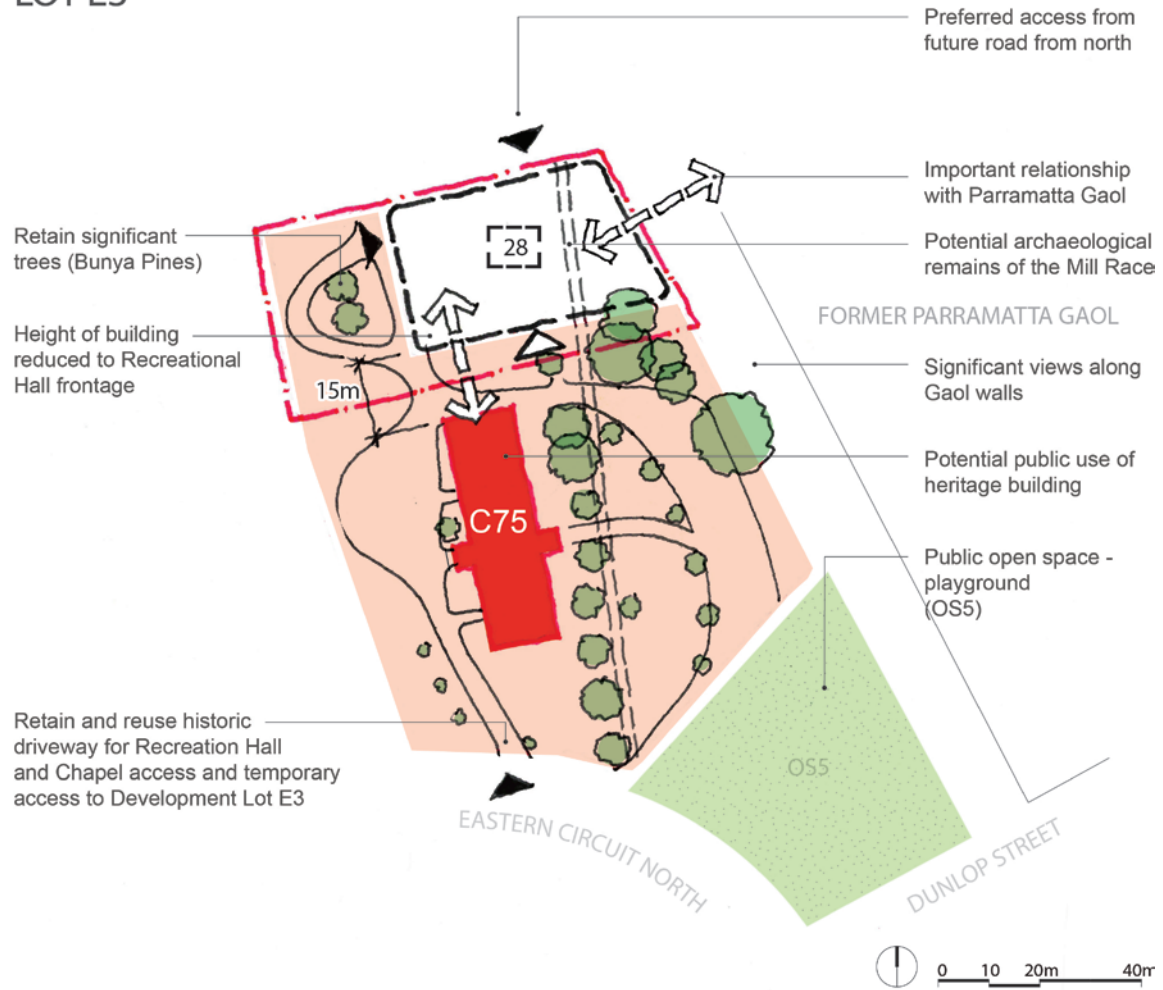 Preferred access from
future road from north
Important relationship
with Parramatta Gaol
Retain significant
trees (Bunya Pines)
28
Potential archaeological
remains of the Mill Race
FORMER PARRAMATTA GAOL
Height of building
reduced to Recreational
Hall frontage
15m
Significant views along
Gaol walls
Potential public use of
heritage building
C75
Public open space -
playground
(OS5)
Retain and reuse historic
driveway for Recreation Hall
and Chapel access and temporary
access to Development Lot E3
OS5
EASTERN CIRCUIT NORTH
DUNLOP STREET
0 10 20m 40m